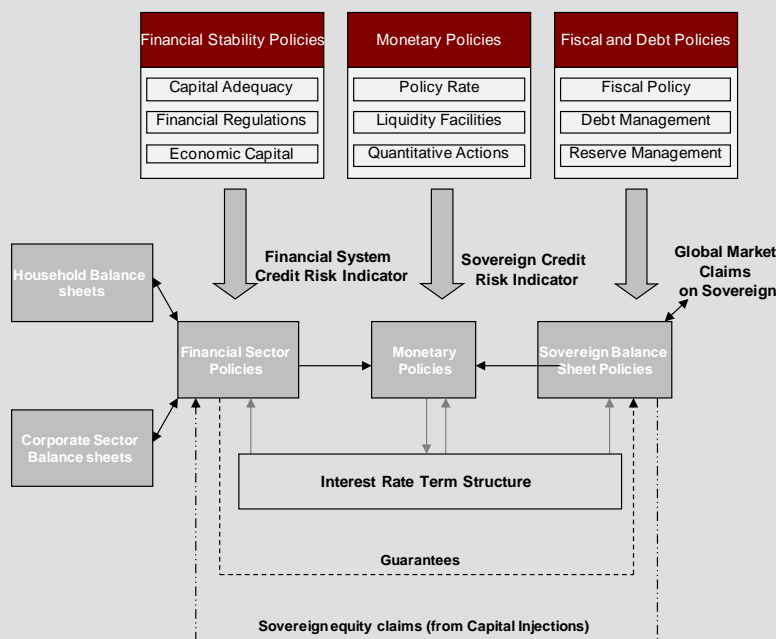 Financial Stability Policies
Monetary Policies
Fiscal and Debt Policies
Capital Adequacy
Policy Rate
Fiscal Policy
Financial Regulations
Liquidity Facilities
Debt Management
Economic Capital
Quantitative Actions
Reserve Management
Financial System
Credit Risk Indicator
Sovereign Credit
Risk Indicator
Global Market
Claims
on Sovereign
Household Balance
sheets
Financial Sector
Policies
Monetary
Policies
Sovereign Balance
Sheet Policies
Corporate Sector
Balance sheets
Interest Rate Term Structure
Guarantees
Sovereign equity claims (from Capital Injections)